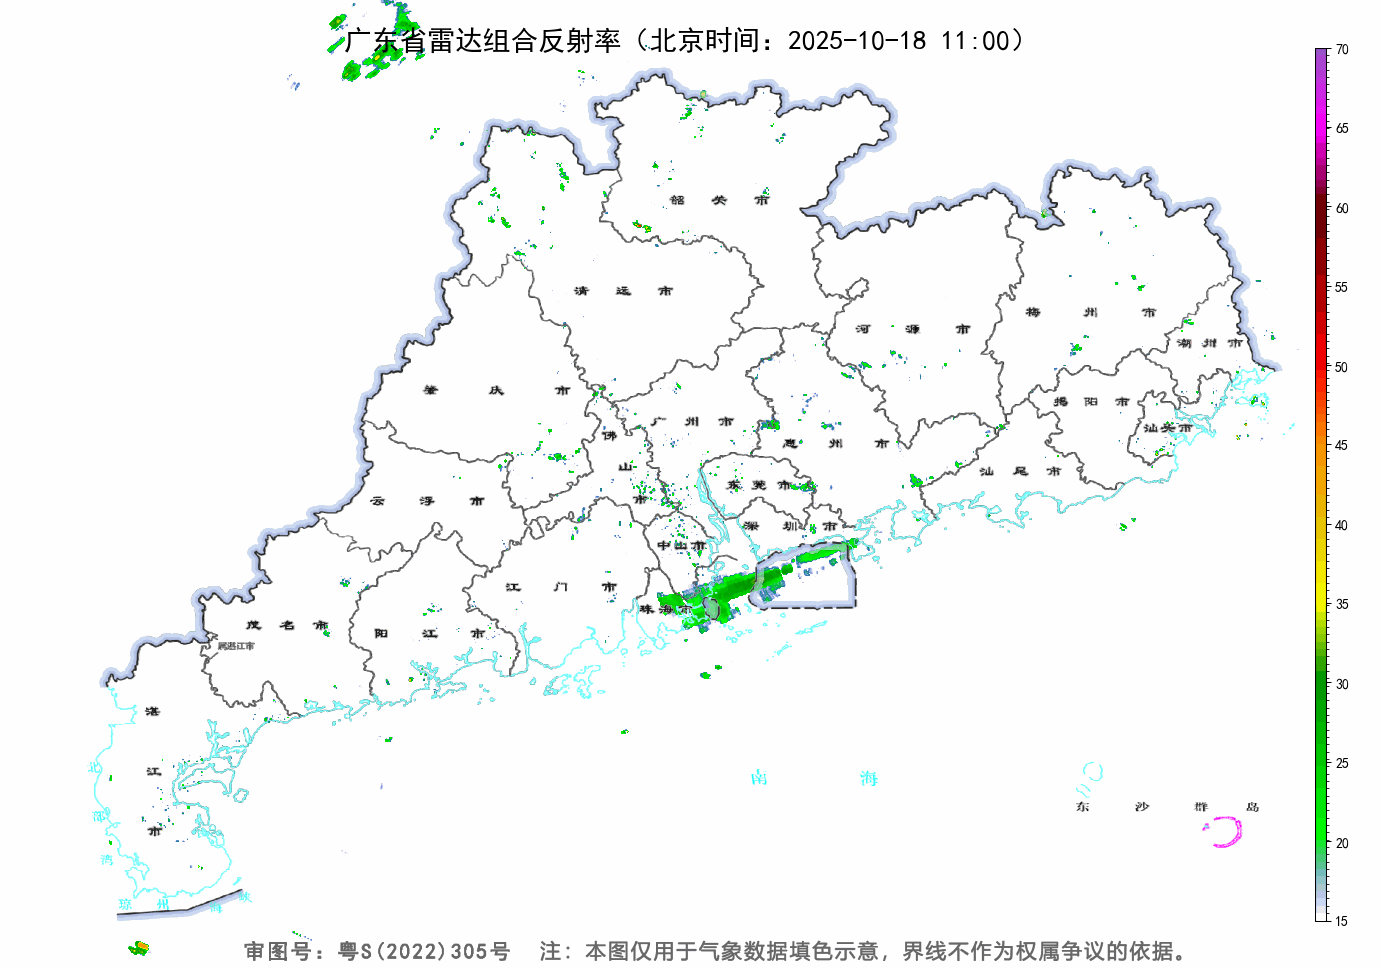 广东省雷达组合反射率（北京时间：2025-10-18 11:00）
70
65
60
55
50
45
40
35
30
25
20
15
韶关市
清远市
河源市
梅州市
潮州市
肇庆市
广州市
佛山市
惠州市
揭阳市
汕头市
云浮市
东莞市
汕尾市
深圳市
中山市
江门市
珠海市
茂名市
阳江市
属湛江市
湛江市
北部湾
南海
东沙群岛
琼州海峡
审图号：粤S(2022)305号 注：本图仅用于气象数据填色示意，界线不作为权属争议的依据。